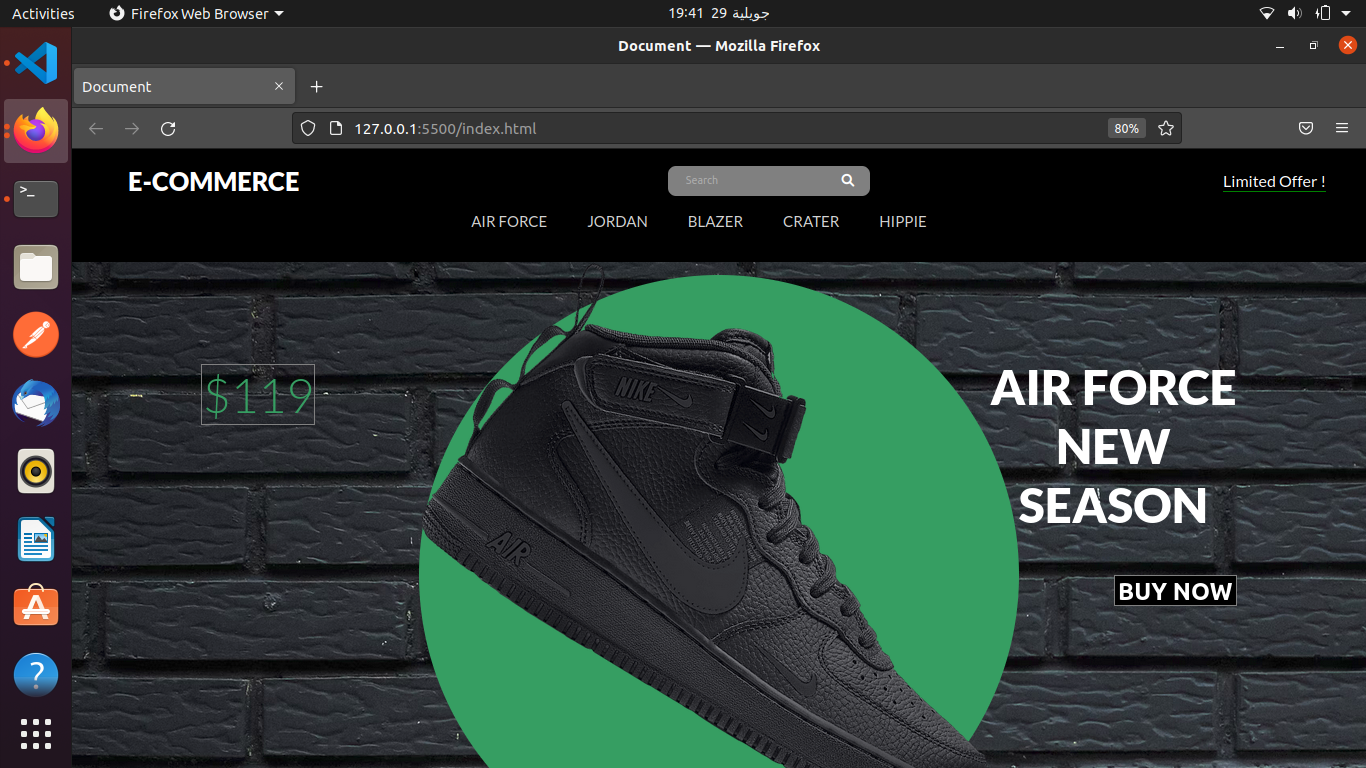 Activities
Firefox Web Browser
19:41 29 جويلية
Document — Mozilla Firefox
Document
127.0.0.1:5500/index.html
80%
E-COMMERCE
Search
Limited Offer !
AIR FORCE
JORDAN
BLAZER
CRATER
HIPPIE
$119
NIKE
AIR
AIR FORCE
NEW
SEASON
BUY NOW